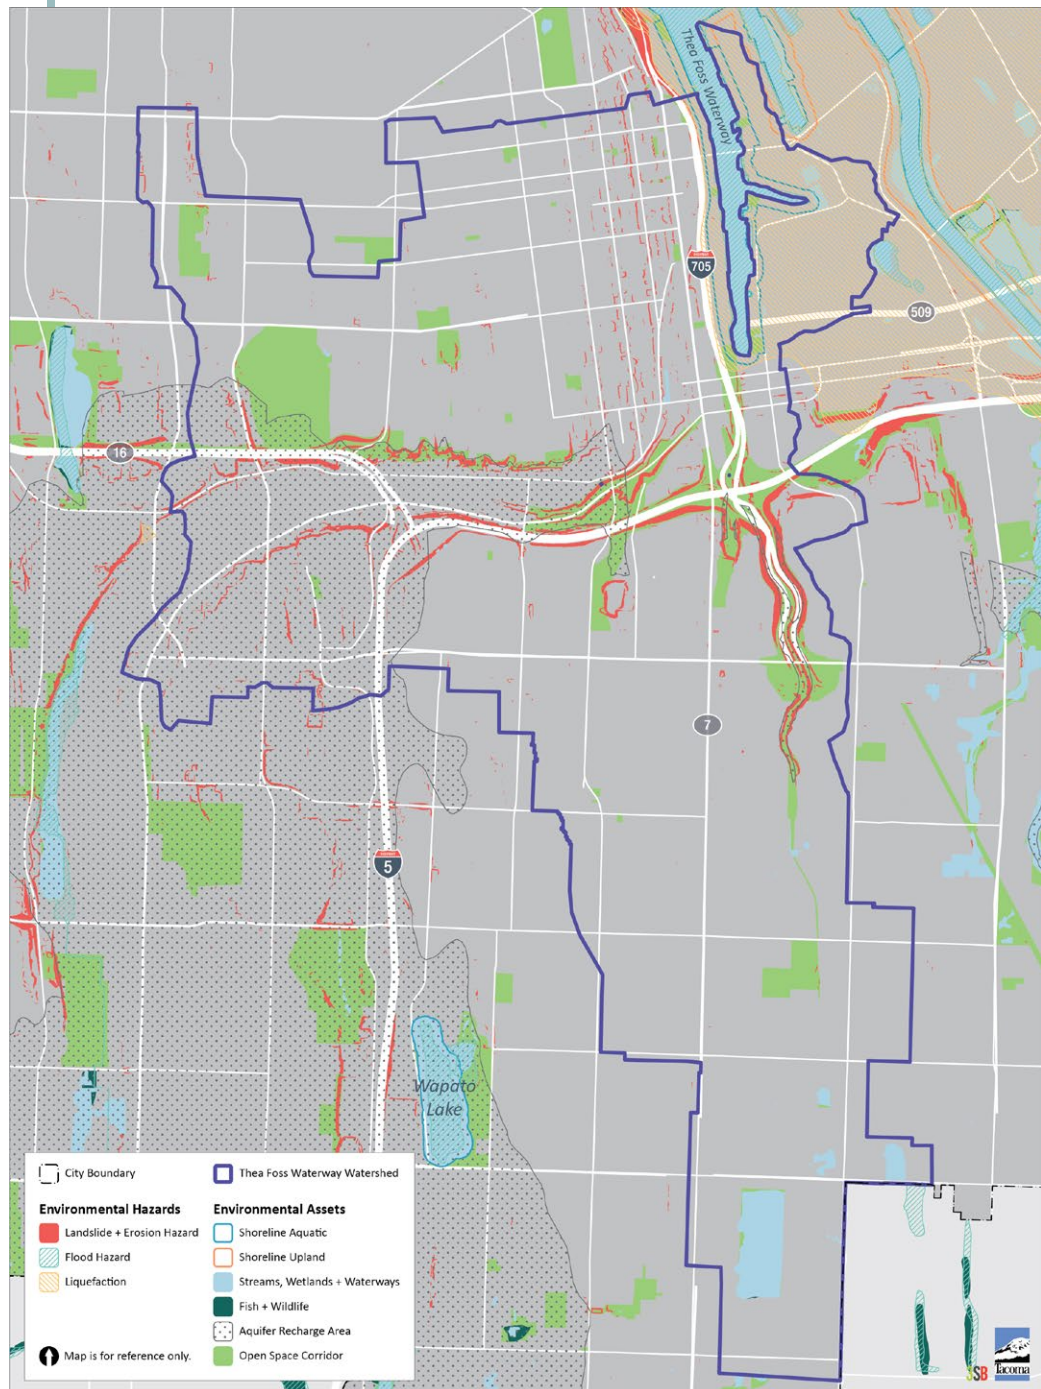 Thea Foss Waterway
705
509
16
7
5
Wapato
Lake
City Boundary
Thea Foss Waterway Watershed
Environmental Hazards
Landslide + Erosion Hazard
Flood Hazard
Liquefaction
Environmental Assets
Shoreline Aquatic
Shoreline Upland
Streams, Wetlands + Waterways
Fish + Wildlife
Aquifer Recharge Area
Open Space Corridor
Map is for reference only.
SB
Tacoma